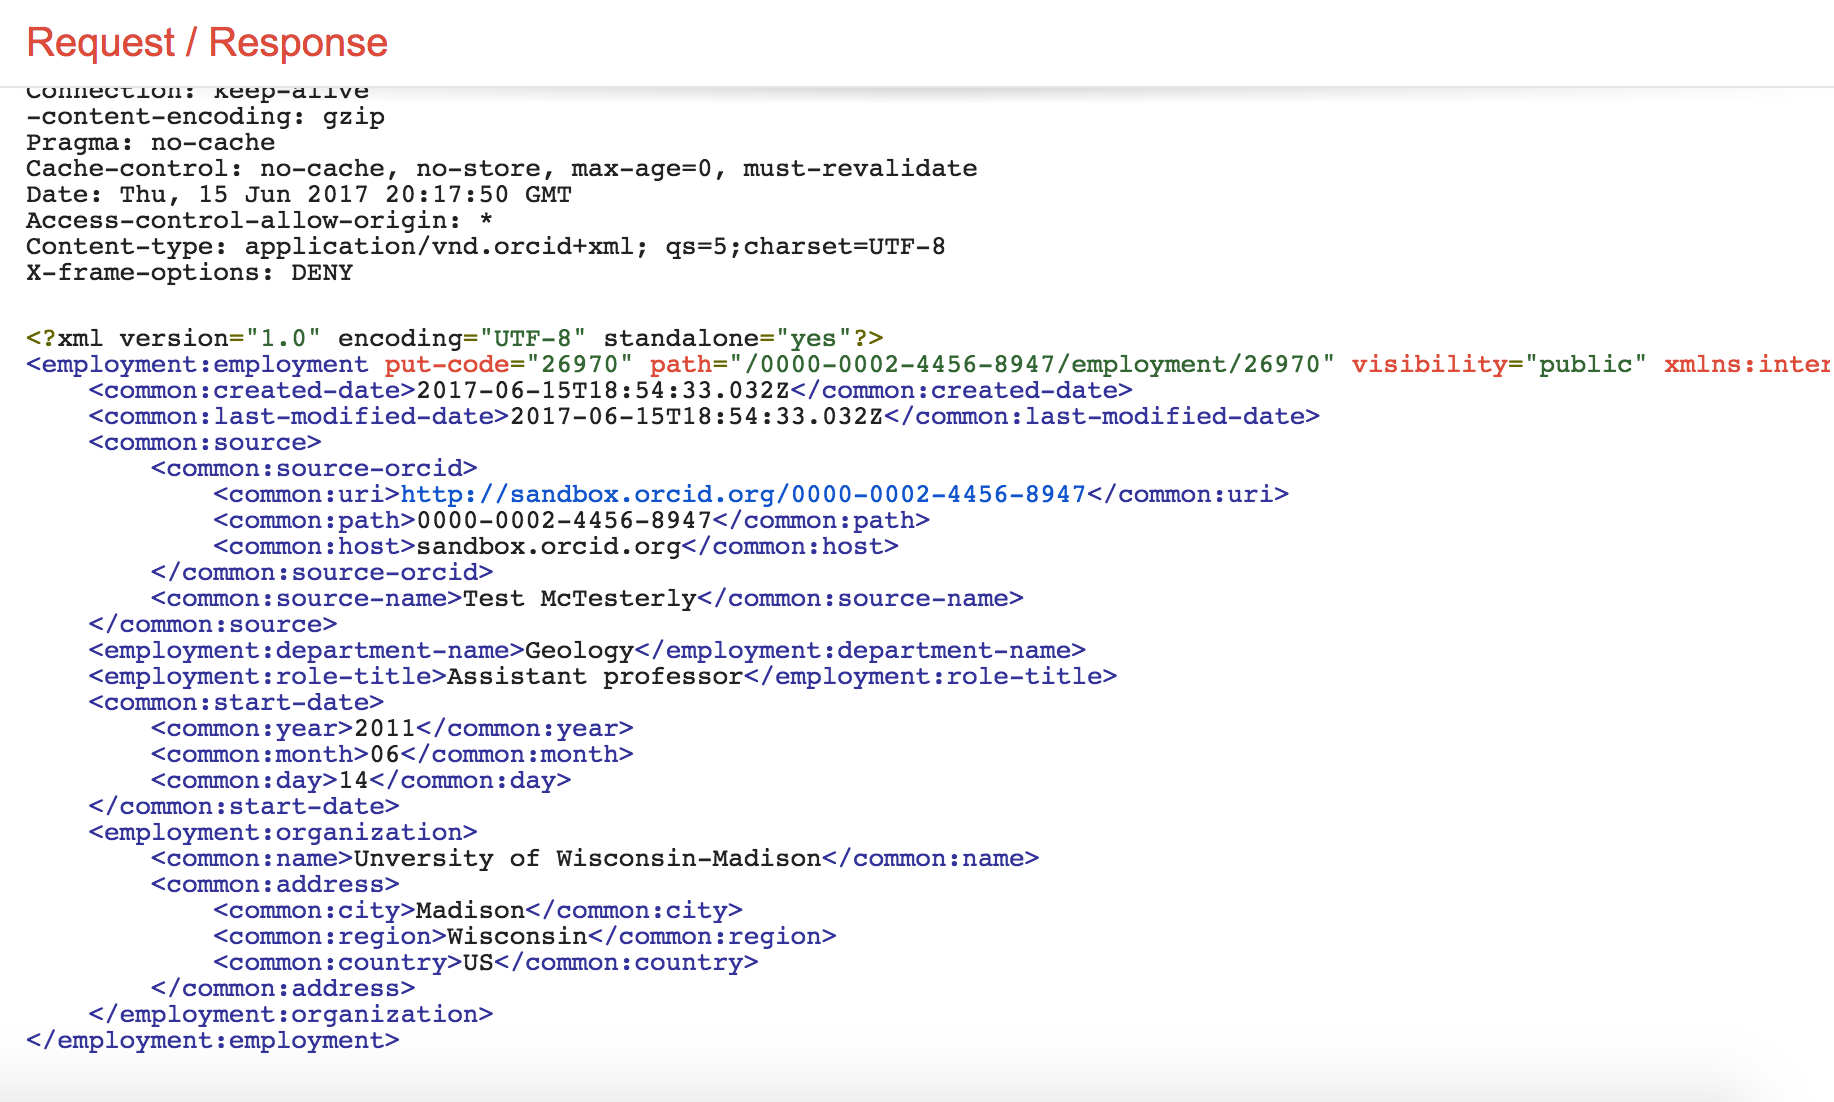 Request / Response
Connection: keep-alive
-content-encoding: gzip
Pragma: no-cache
Cache-control: no-cache, no-store, max-age=0, must-revalidate
Date: Thu, 15 Jun 2017 20:17:50 GMT
Access-control-allow-origin: *
Content-type: application/vnd.orcid+xml; qs=5;charset=UTF-8
X-frame-options: DENY
<?xml version="1.0" encoding="UTF-8" standalone="yes"?>
<employment:employment put-code="26970" path="/0000-0002-4456-8947/employment/26970" visibility="public" xmlns:inter
    <common:created-date>2017-06-15T18:54:33.032Z</common:created-date>
    <common:last-modified-date>2017-06-15T18:54:33.032Z</common:last-modified-date>
    <common:source>
        <common:source-orcid>
            <common:uri>http://sandbox.orcid.org/0000-0002-4456-8947</common:uri>
            <common:path>0000-0002-4456-8947</common:path>
            <common:host>sandbox.orcid.org</common:host>
        </common:source-orcid>
        <common:source-name>Test McTesterly</common:source-name>
    </common:source>
    <employment:department-name>Geology</employment:department-name>
    <employment:role-title>Assistant professor</employment:role-title>
    <common:start-date>
        <common:year>2011</common:year>
        <common:month>06</common:month>
        <common:day>14</common:day>
    </common:start-date>
    <employment:organization>
        <common:name>Unversity of Wisconsin-Madison</common:name>
        <common:address>
            <common:city>Madison</common:city>
            <common:region>Wisconsin</common:region>
            <common:country>US</common:country>
        </common:address>
    </employment:organization>
</employment:employment>